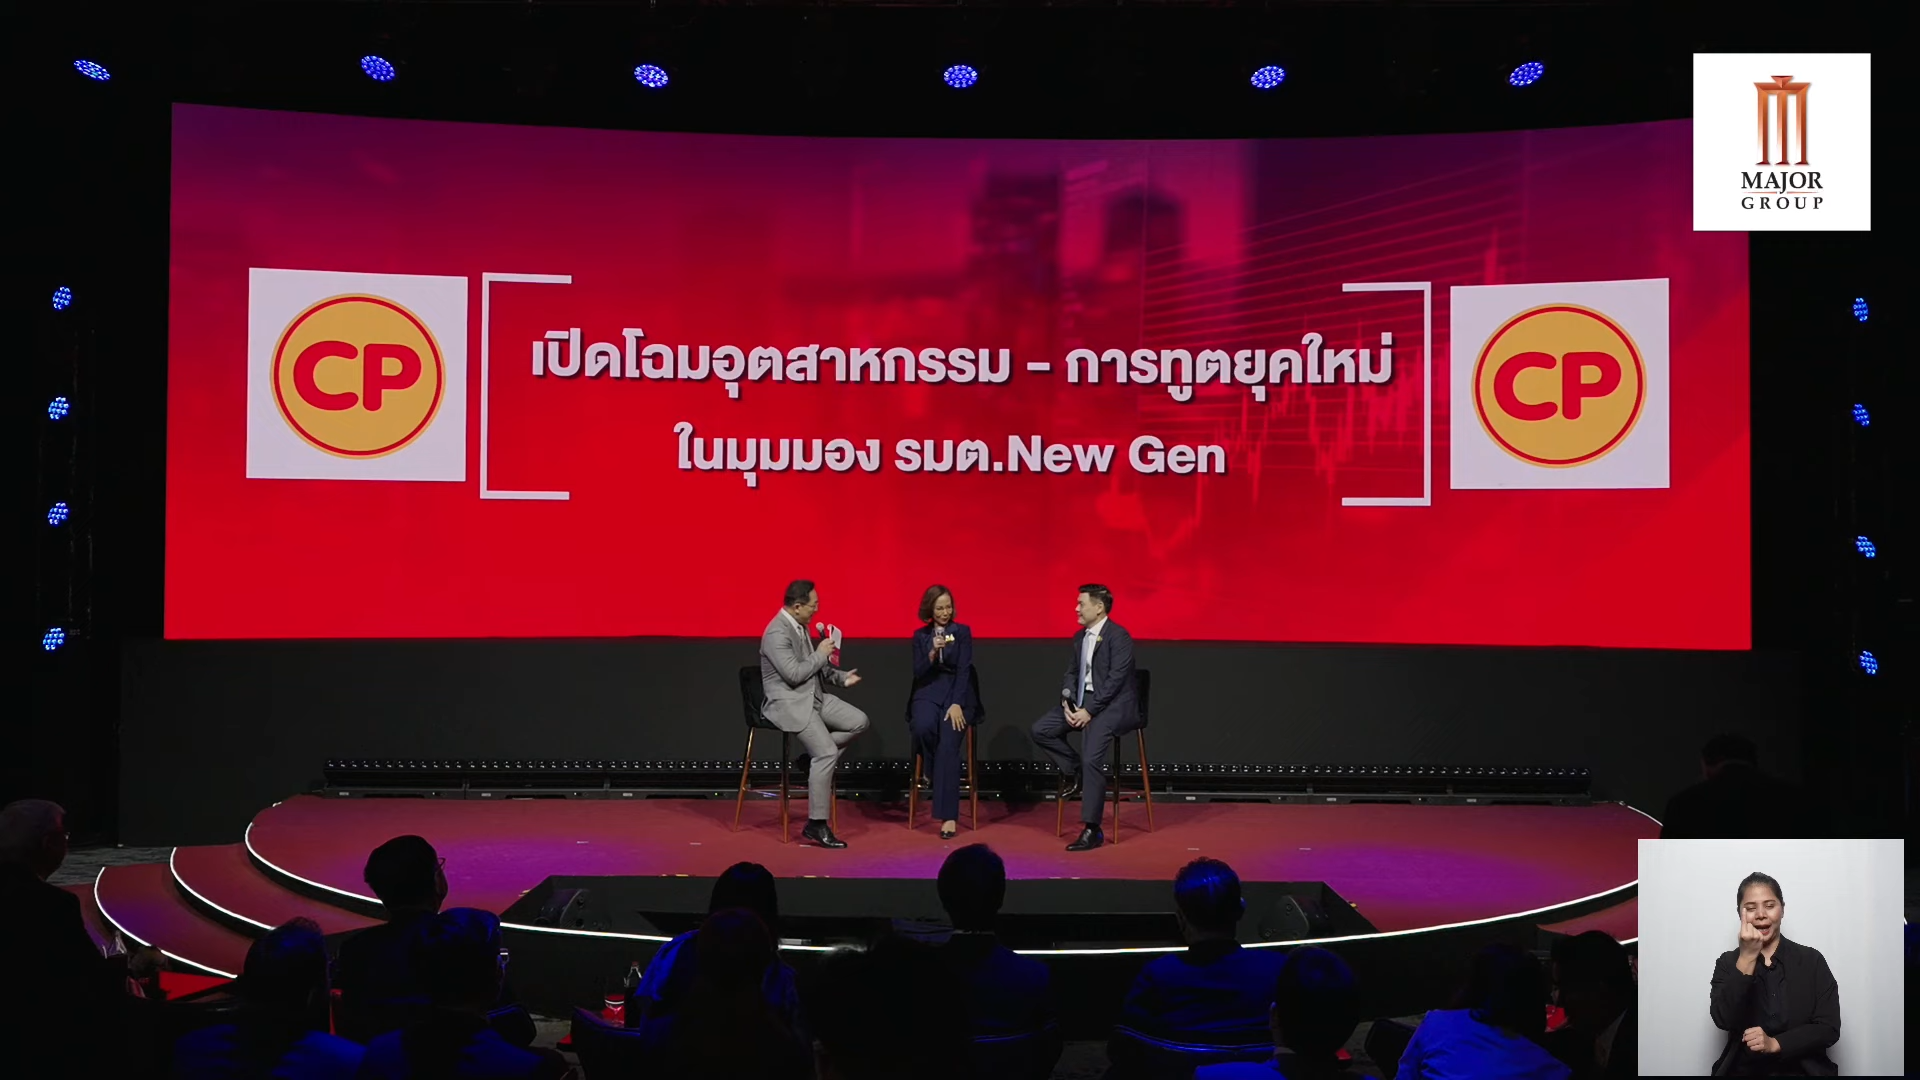 MAJOR
GROUP
CP
เปิดโฉมอุตสาหกรรม - การทูตยุคใหม่
ในมุมมอง รมต.New Gen
CP